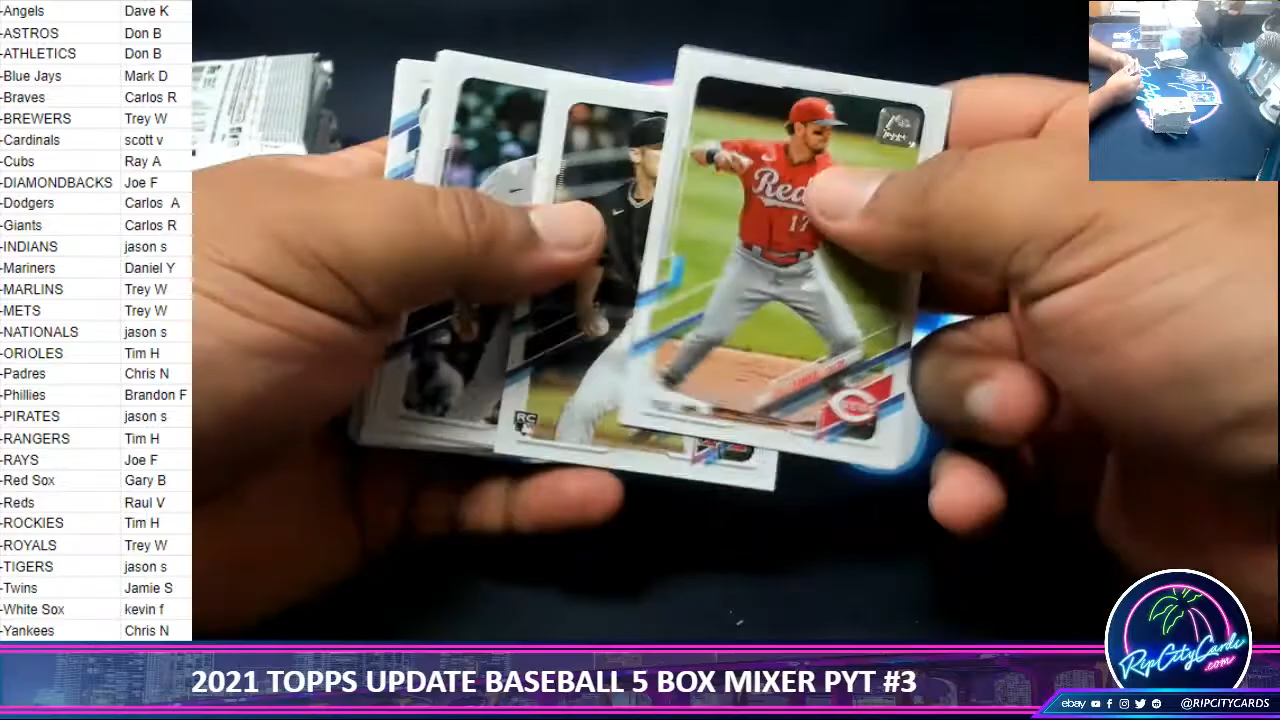 -Angels Dave K
-ASTROS Don B
-ATHLETICS Don B
-Blue Jays Mark D
-Braves Carlos R
-BREWERS Trey W
-Cardinals scott v
-Cubs Ray A
-DIAMONDBACKS Joe F
-Dodgers Carlos A
-Giants Carlos R
-INDIANS jason s
-Mariners Daniel Y
-MARLINS Trey W
-METS Trey W
-NATIONALS jason s
-ORIOLES Tim H
-Padres Chris N
-Phillies Brandon F
-PIRATES jason s
-RANGERS Tim H
-RAYS Joe F
-Red Sox Gary B
-Reds Raul V
-ROCKIES Tim H
-ROYALS Trey W
-TIGERS jason s
-Twins Jamie S
-White Sox kevin f
-Yankees Chris N
Reds
17
RC
RipCityCards
.com
2021 TOPPS UPDATE BASEBALL 5 BOX MIXER PYT #3
ebay @RIPCITYCARDS